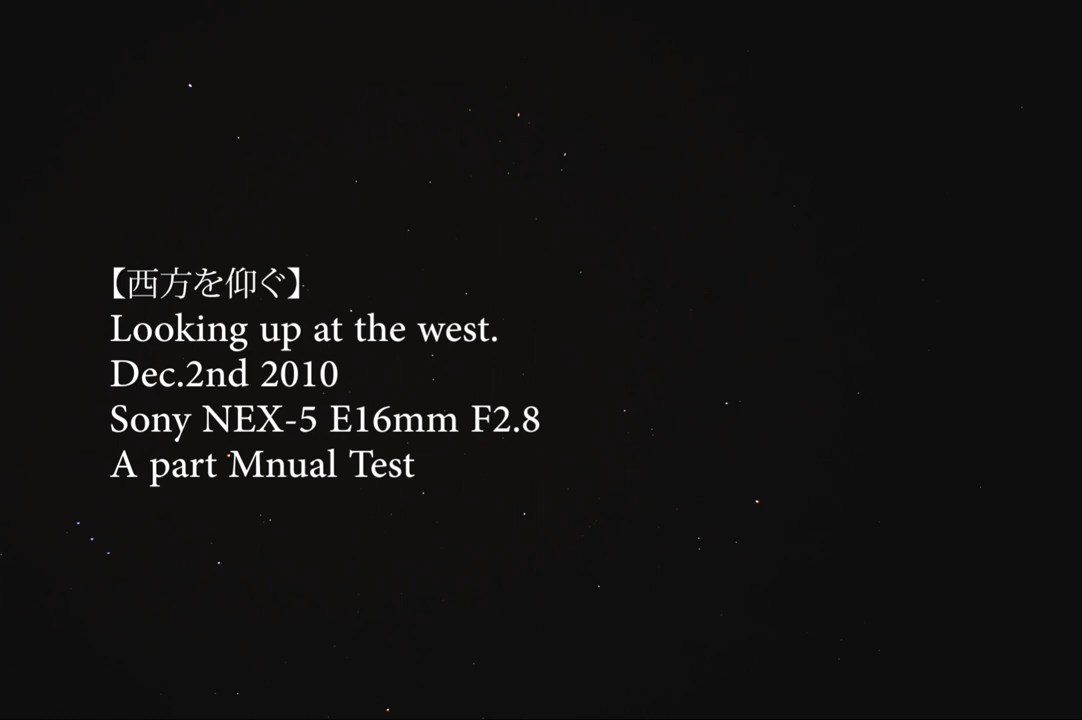 【西方を仰ぐ】
Looking up at the west.
Dec.2nd 2010
Sony NEX-5 E16mm F2.8
A part Mnual Test